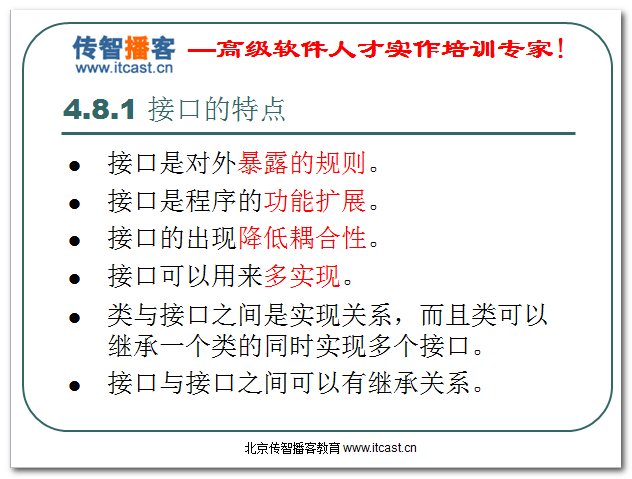 传智播客 —高级软件人才实作培训专家!
www.itcast.cn
4.8.1 接口的特点
● 接口是对外暴露的规则。
● 接口是程序的功能扩展。
● 接口的出现降低耦合性。
● 接口可以用来多实现。
● 类与接口之间是实现关系，而且类可以
继承一个类的同时实现多个接口。
● 接口与接口之间可以有继承关系。
北京传智播客教育 www.itcast.cn